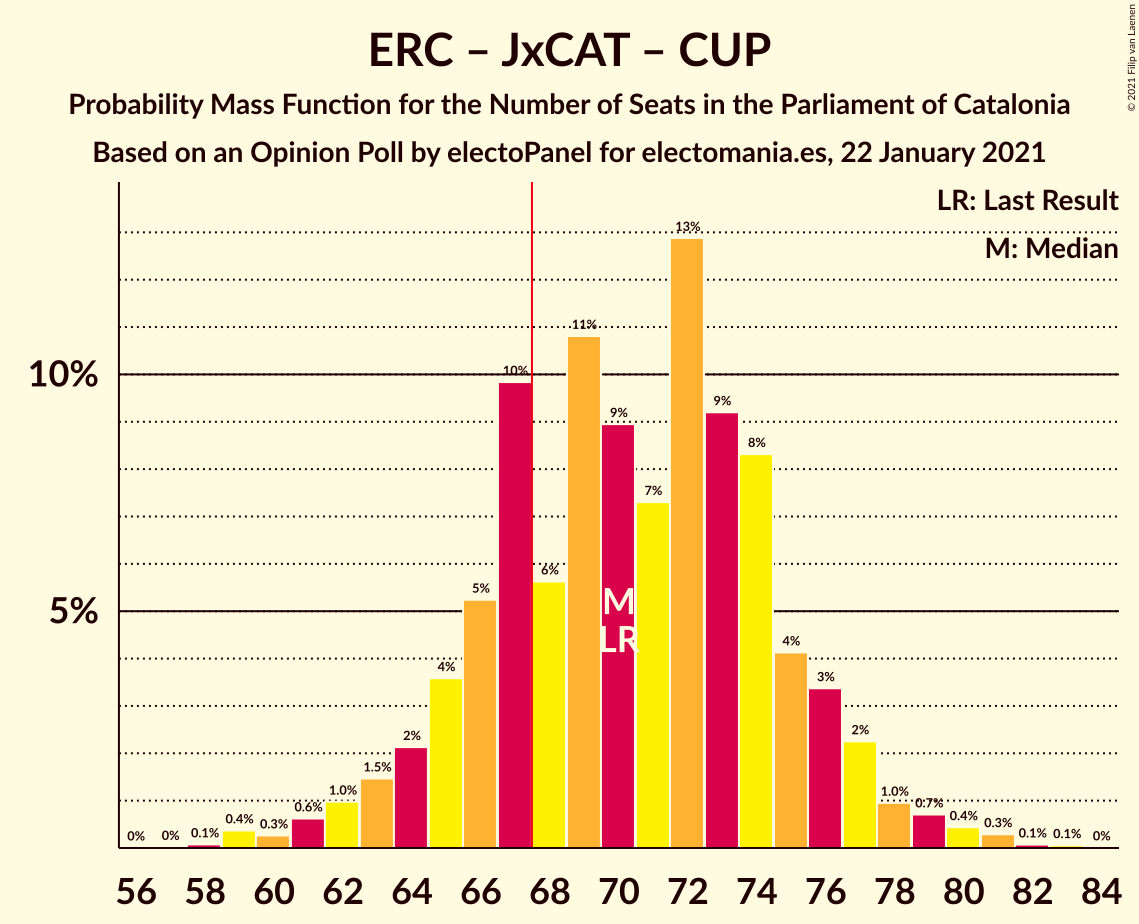 ERC – JxCAT – CUP
Probability Mass Function for the Number of Seats in the Parliament of Catalonia
Based on an Opinion Poll by electoPanel for electomania.es, 22 January 2021
© 2021 Filip van Laenen
LR: Last Result
M: Median
10%
5%
0% 0% 0.1% 0.4% 0.3% 0.6% 1.0% 1.5% 2% 4% 5% 10% 6% 11% 9% 7% 13% 9% 8% 4% 3% 2% 1.0% 0.7% 0.4% 0.3% 0.1% 0.1% 0%
M
LR
56 58 60 62 64 66 68 70 72 74 76 78 80 82 84